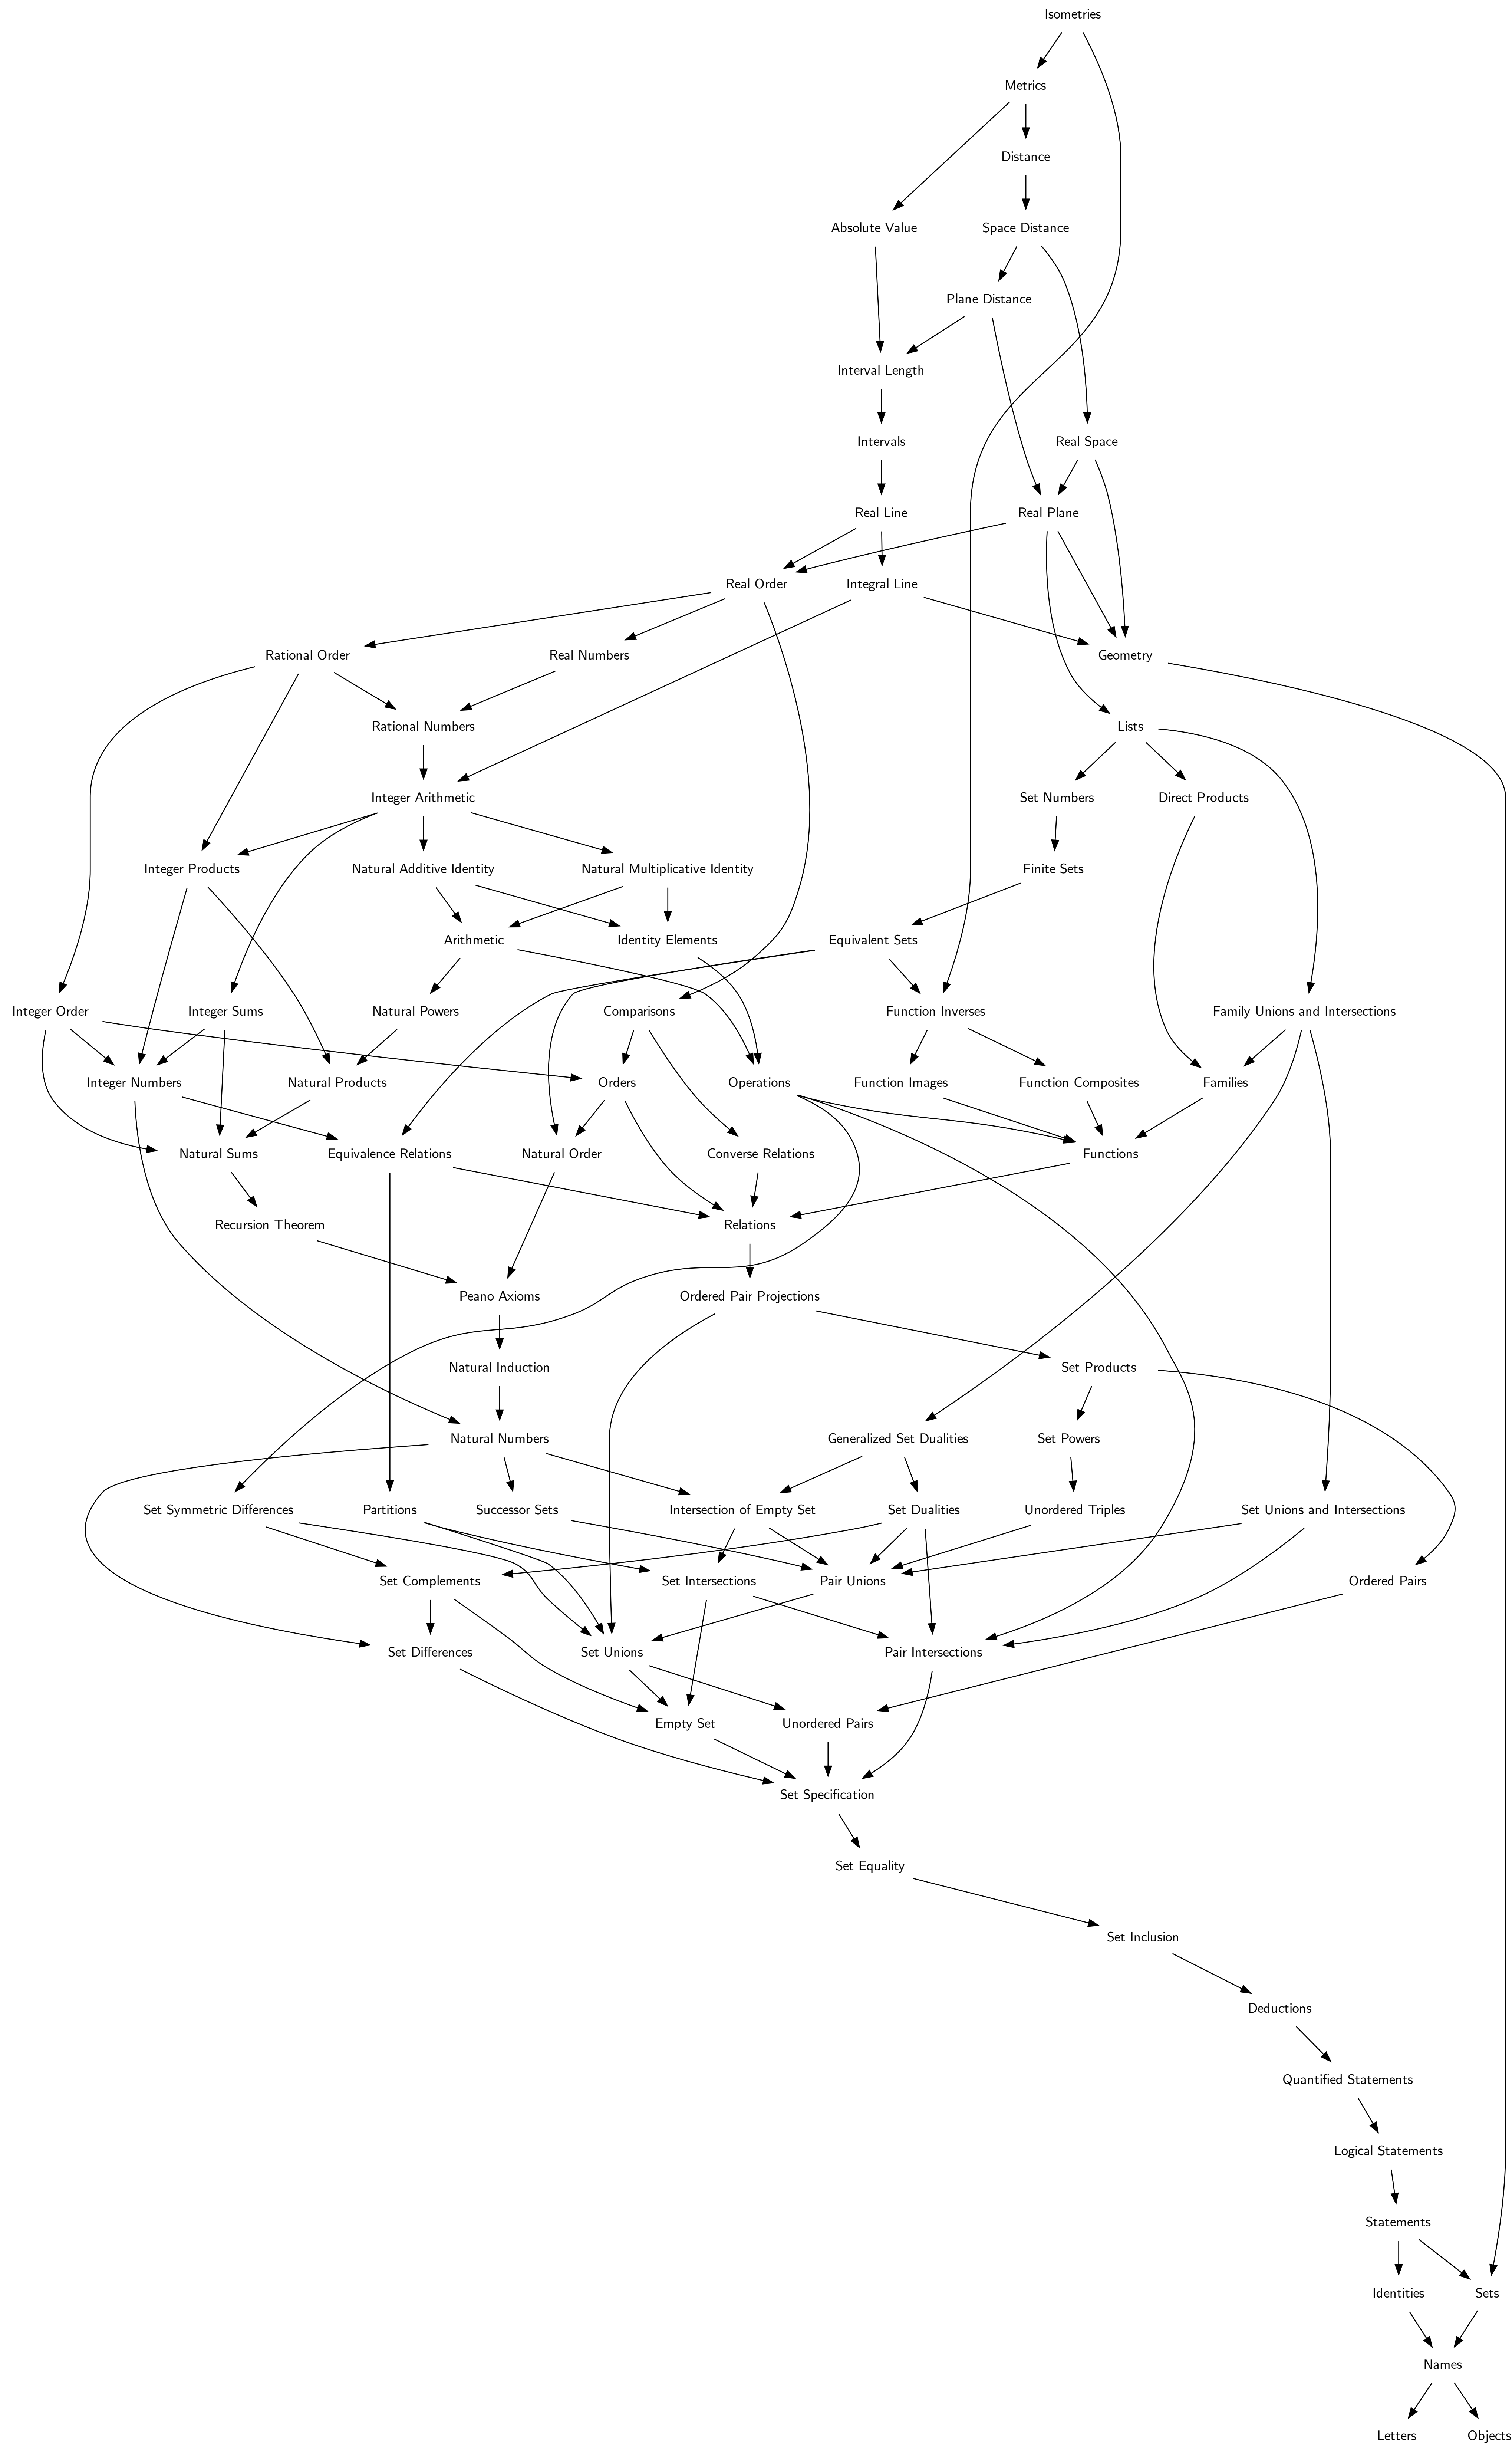 Isometries
Metrics
Distance
Absolute Value
Space Distance
Plane Distance
Interval Length
Intervals
Real Space
Real Line
Real Plane
Real Order
Integral Line
Rational Order
Real Numbers
Geometry
Rational Numbers
Lists
Integer Arithmetic
Set Numbers
Direct Products
Integer Products
Natural Additive Identity
Natural Multiplicative Identity
Finite Sets
Arithmetic
Identity Elements
Equivalent Sets
Integer Order
Integer Sums
Natural Powers
Comparisons
Function Inverses
Family Unions and Intersections
Integer Numbers
Natural Products
Orders
Operations
Function Images
Function Composites
Families
Natural Sums
Equivalence Relations
Natural Order
Converse Relations
Functions
Recursion Theorem
Relations
Peano Axioms
Ordered Pair Projections
Natural Induction
Set Products
Natural Numbers
Generalized Set Dualities
Set Powers
Set Symmetric Differences
Partitions
Successor Sets
Intersection of Empty Set
Set Dualities
Unordered Triples
Set Unions and Intersections
Set Complements
Set Intersections
Pair Unions
Ordered Pairs
Set Differences
Set Unions
Pair Intersections
Empty Set
Unordered Pairs
Set Specification
Set Equality
Set Inclusion
Deductions
Quantified Statements
Logical Statements
Statements
Identities
Sets
Names
Letters
Objects